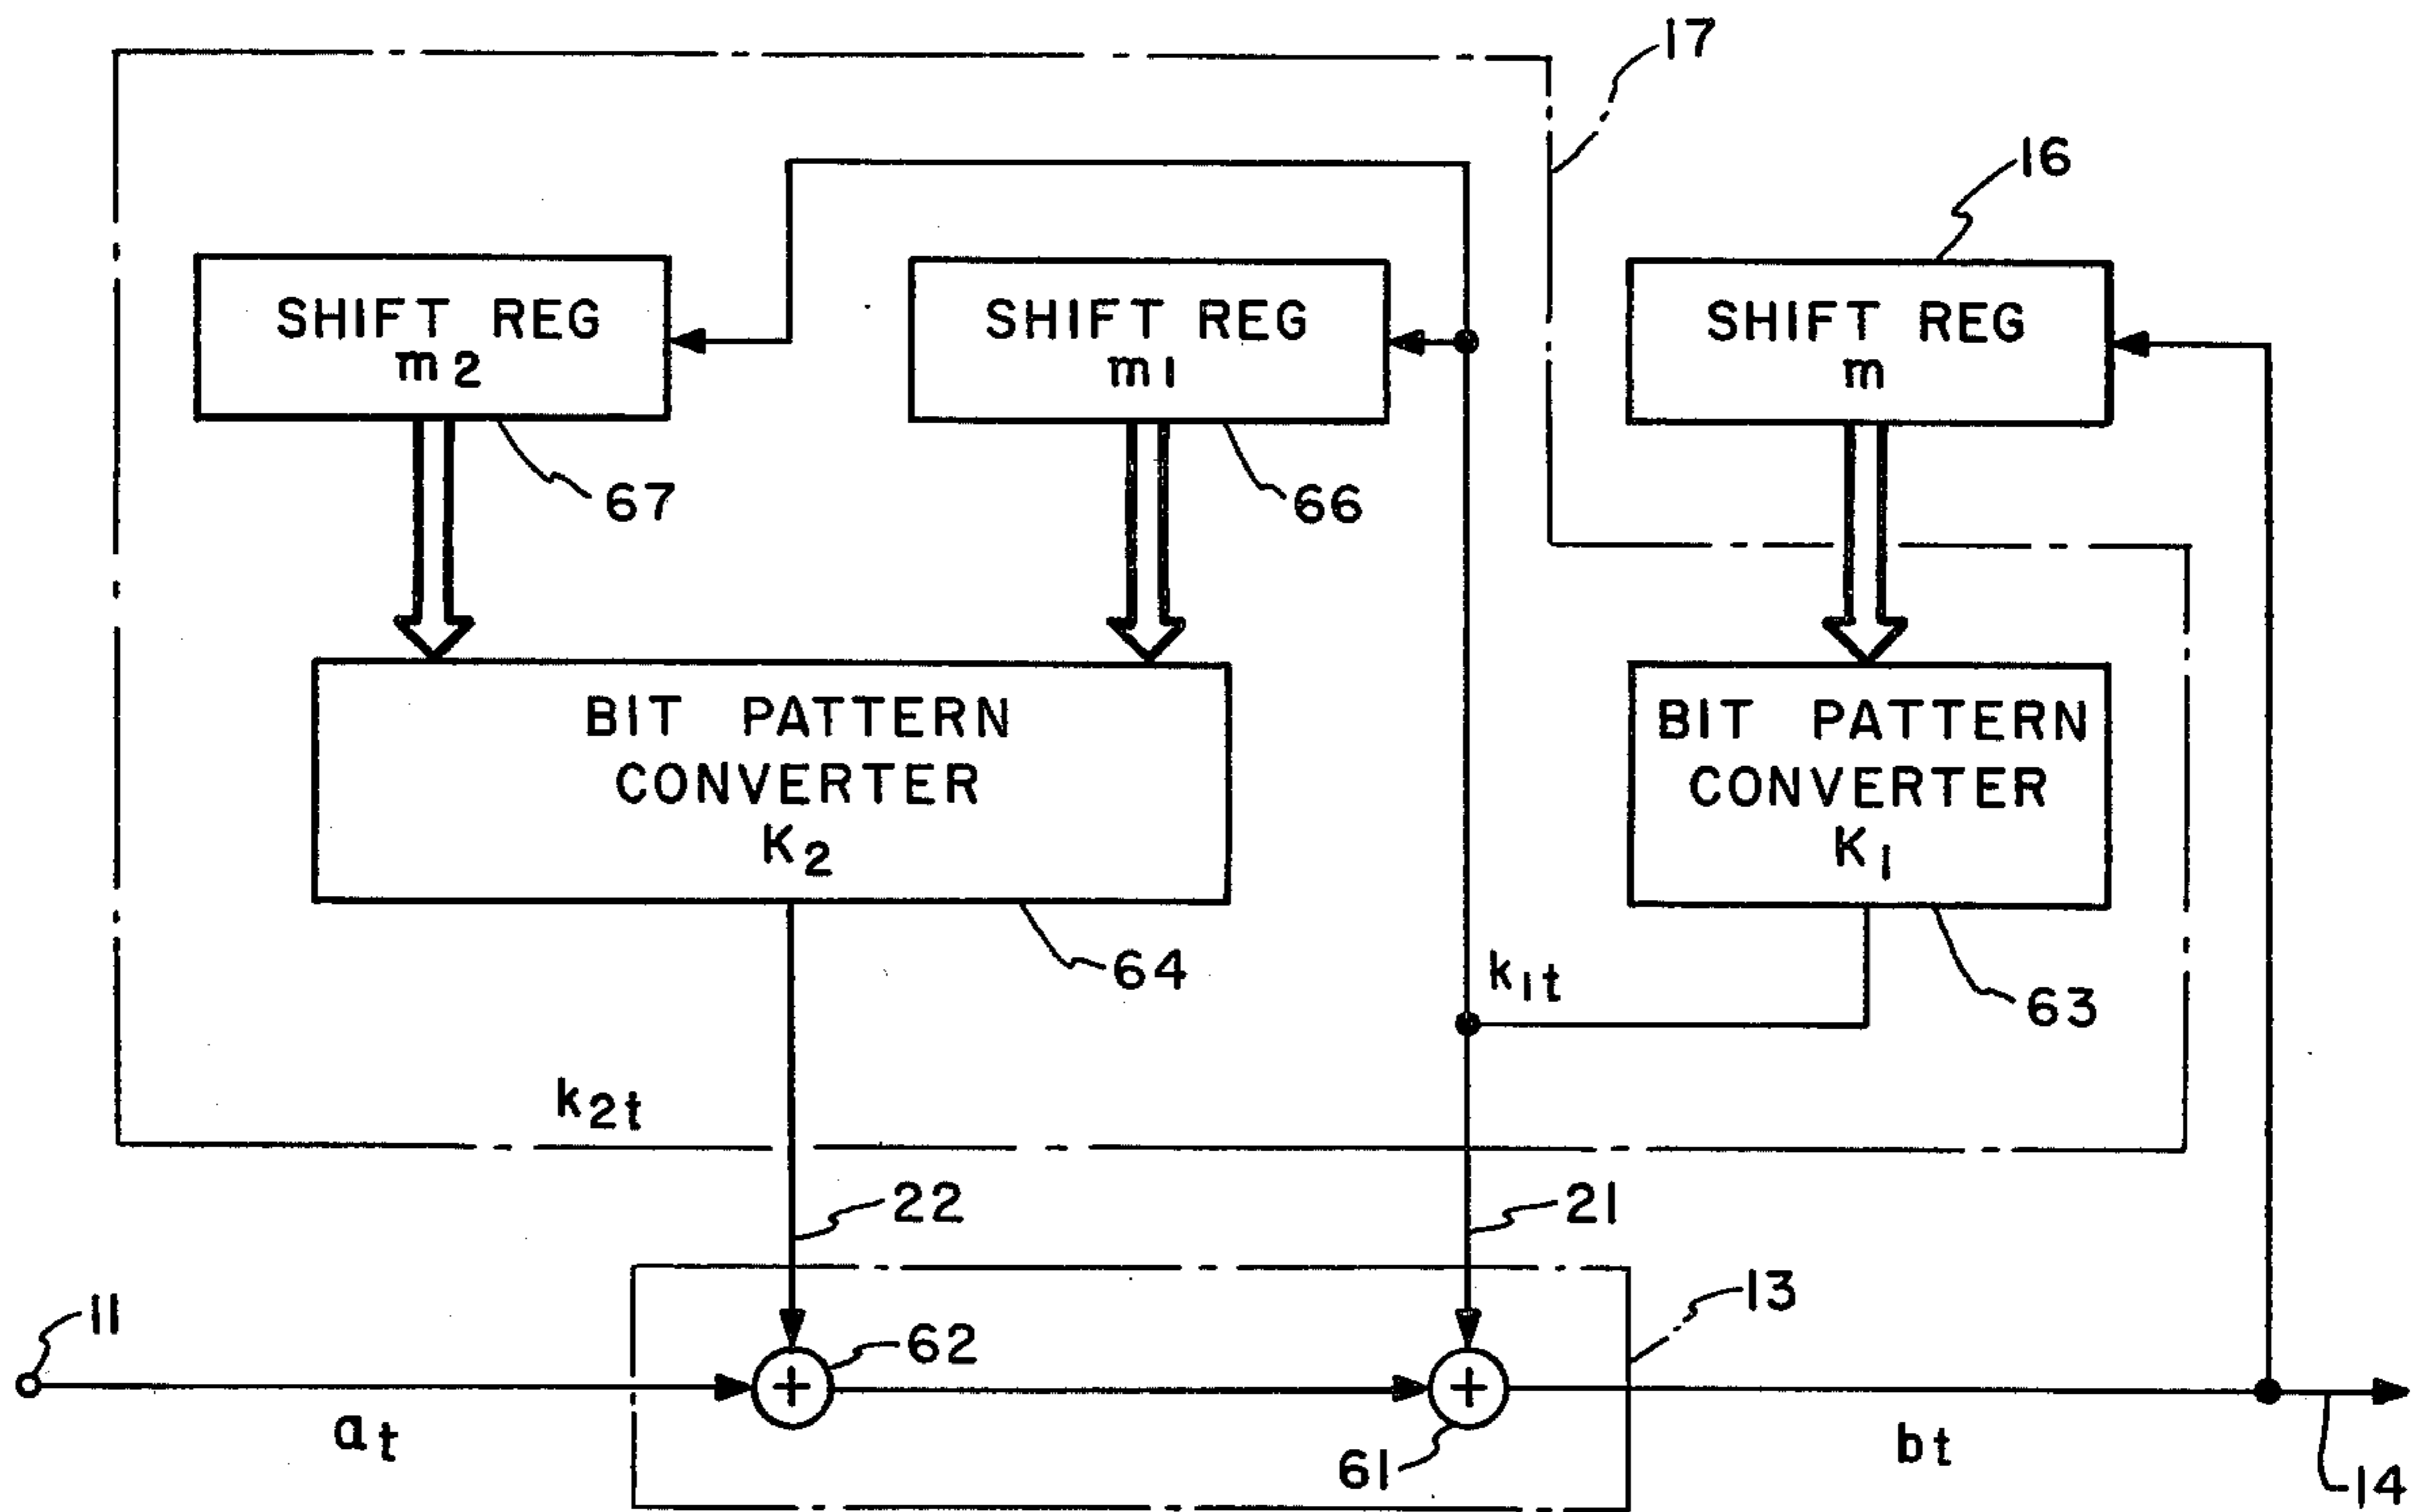 17
16
SHIFT REG
m2
SHIFT REG
m1
SHIFT REG
m
67
66
BIT PATTERN
CONVERTER
K2
BIT PATTERN
CONVERTER
K1
64
k1t
63
k2t
22
21
11
62
13
at
61
bt
14